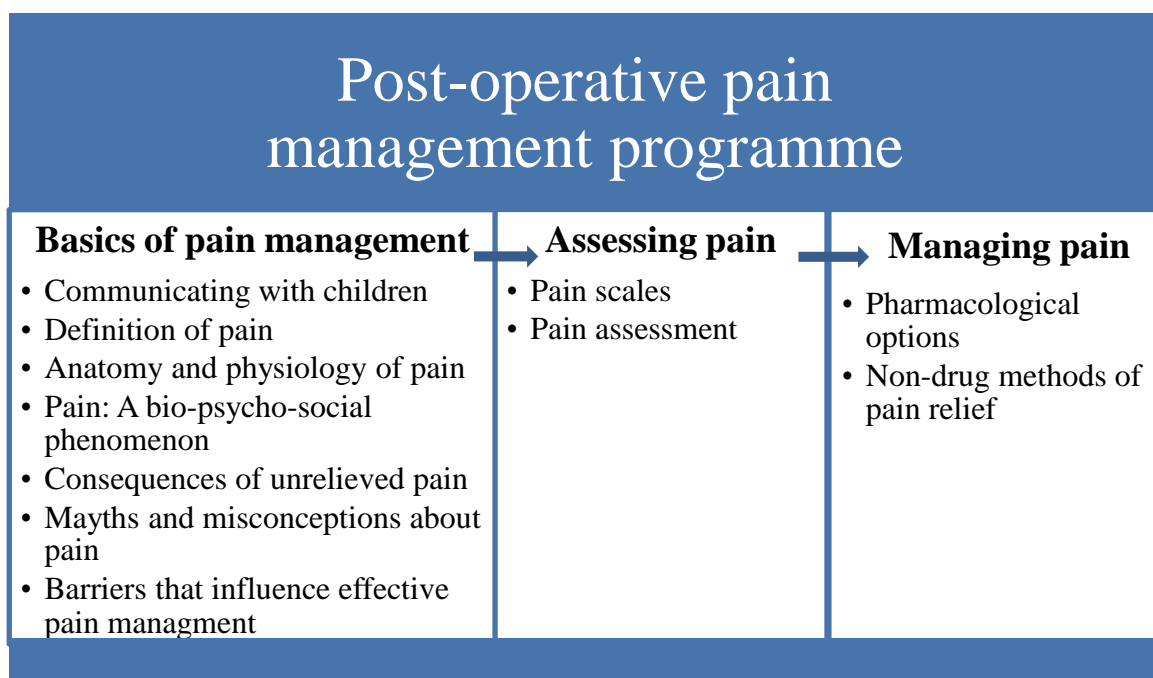 Post-operative pain
management programme
Basics of pain management
• Communicating with children
• Definition of pain
• Anatomy and physiology of pain
• Pain: A bio-psycho-social
phenomenon
• Consequences of unrelieved pain
• Mayths and misconceptions about
pain
• Barriers that influence effective
pain managment
Assessing pain
• Pain scales
• Pain assessment
Managing pain
• Pharmacological
options
• Non-drug methods of
pain relief